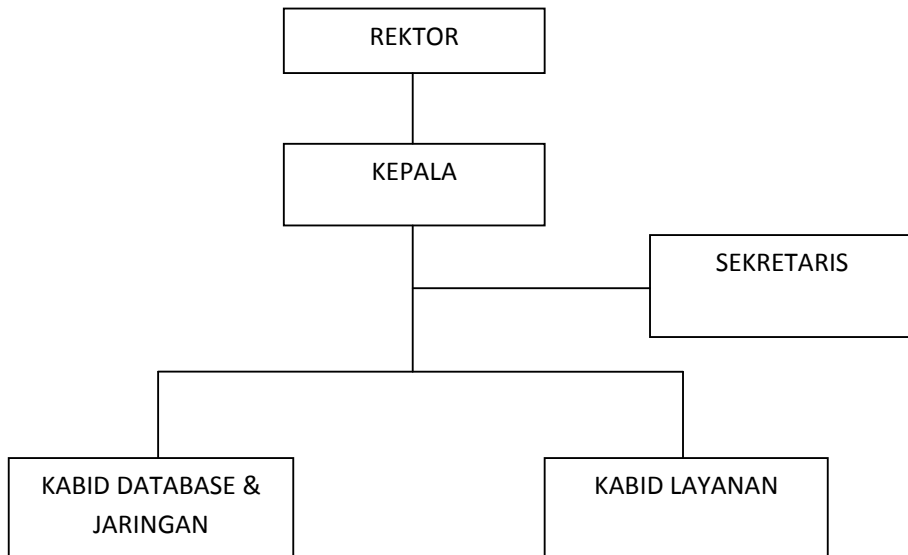 REKTOR
KEPALA
SEKRETARIS
KABID DATABASE &
JARINGAN
KABID LAYANAN